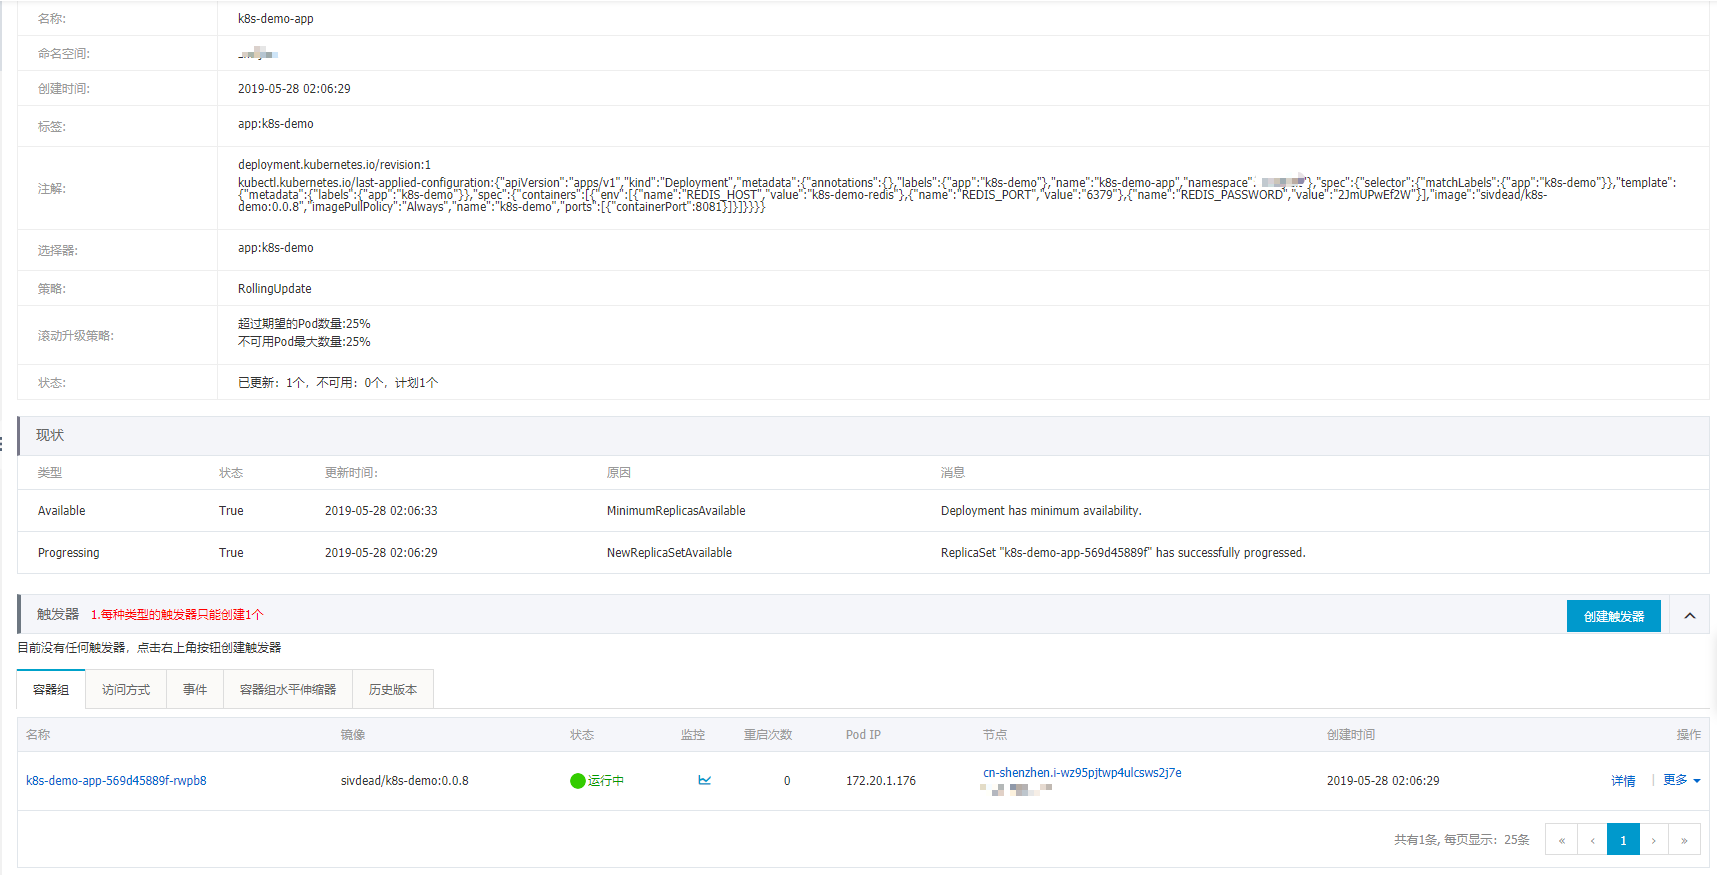 名称: k8s-demo-app
命名空间:
创建时间: 2019-05-28 02:06:29
标签: app:k8s-demo
注解: deployment.kubernetes.io/revision:1
kubectl.kubernetes.io/last-applied-configuration:{"apiVersion":"apps/v1","kind":"Deployment","metadata":{"annotations":{},"labels":{"app":"k8s-demo"},"name":"k8s-demo-app","namespace". "},"spec":{"selector":{"matchLabels":{"app":"k8s-demo"}},"template":
{"metadata":{"labels":{"app":"k8s-demo"}},"spec":{"containers":[{"env":[{"name":"REDIS_HOST","value":"k8s-demo-redis"},{"name":"REDIS_PORT","value":"6379"},{"name":"REDIS_PASSWORD","value":"2JmUPwEf2W"}],"image":"sivdead/k8s-
demo:0.0.8","imagePullPolicy":"Always","name":"k8s-demo","ports":[{"containerPort":8081}]}]}}}}
选择器: app:k8s-demo
策略: RollingUpdate
滚动升级策略: 超过期望的Pod数量:25%
不可用Pod最大数量:25%
状态: 已更新：1个，不可用：0个，计划1个
现状
类型 状态 更新时间: 原因 消息
Available True 2019-05-28 02:06:33 MinimumReplicasAvailable Deployment has minimum availability.
Progressing True 2019-05-28 02:06:29 NewReplicaSetAvailable ReplicaSet "k8s-demo-app-569d45889f" has successfully progressed.
触发器 1.每种类型的触发器只能创建1个 创建触发器
目前没有任何触发器，点击右上角按钮创建触发器
容器组 访问方式 事件 容器组水平伸缩器 历史版本
名称 镜像 状态 监控 重启次数 Pod IP 节点 创建时间 操作
k8s-demo-app-569d45889f-rwpb8 sivdead/k8s-demo:0.0.8 运行中 0 172.20.1.176 cn-shenzhen.i-wz95pjtwp4ulcsws2j7e 2019-05-28 02:06:29 详情 | 更多
共有1条, 每页显示：25条 « ‹ 1 › »